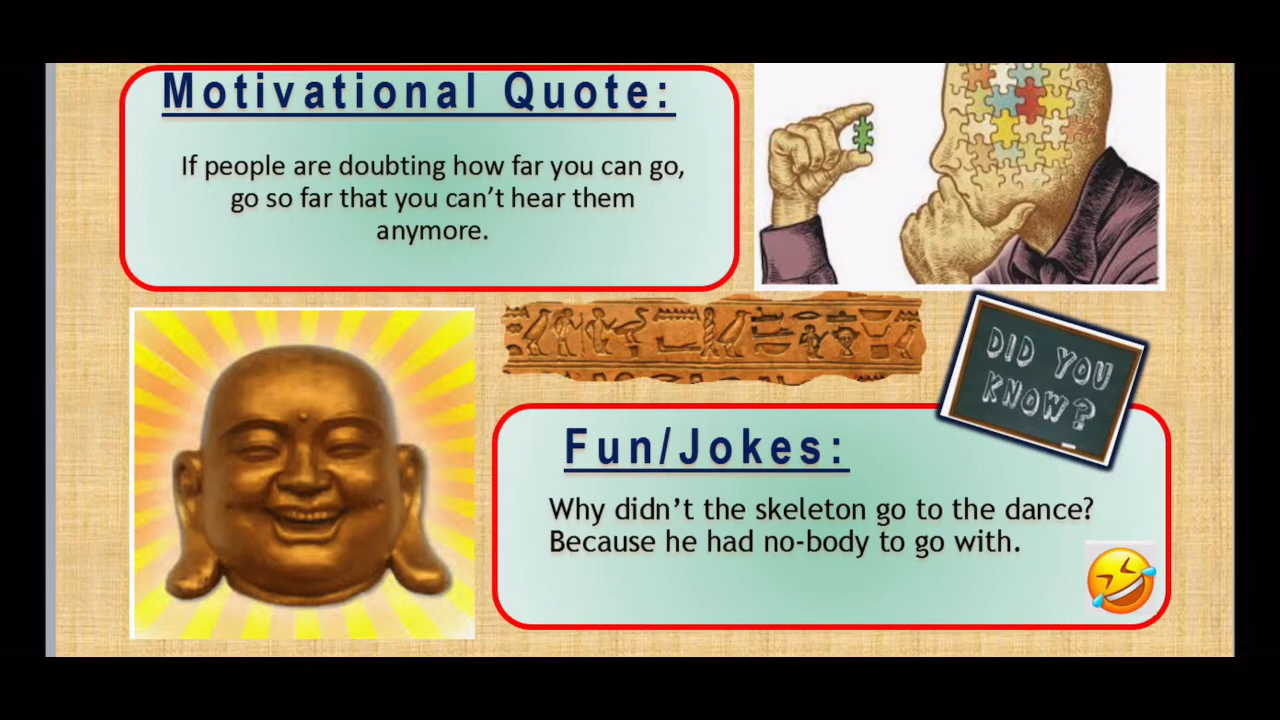 Motivational Quote:
If people are doubting how far you can go,
go so far that you can’t hear them
anymore.
DID YOU
KNOW?
Fun/Jokes:
Why didn’t the skeleton go to the dance?
Because he had no-body to go with.